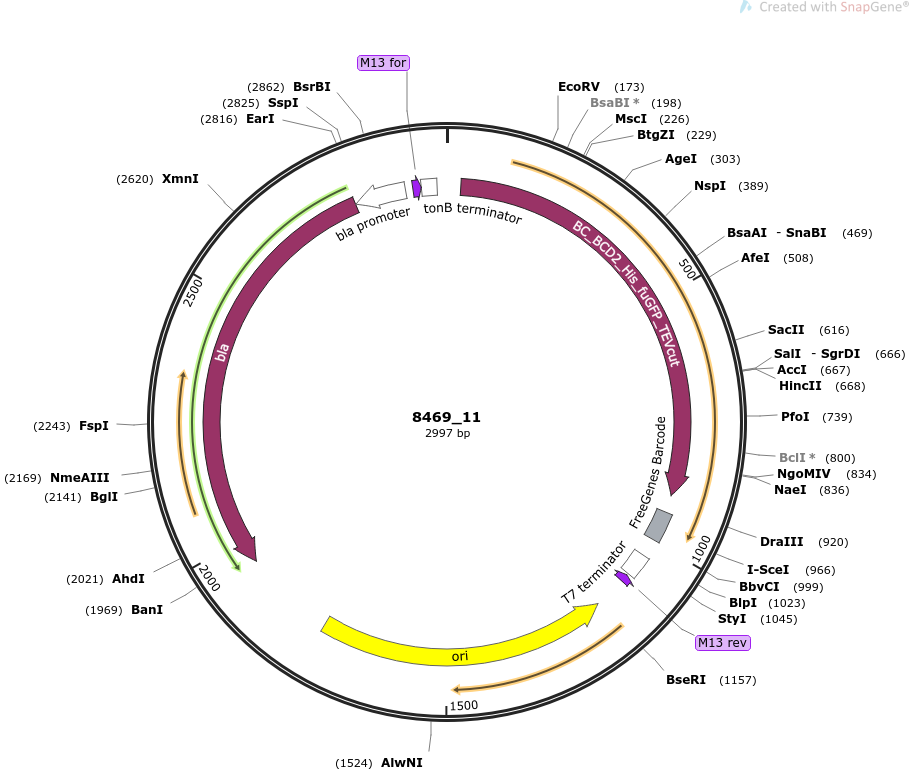 Created with SnapGene®
M13 for
(2862) BsrBI
(2825) SspI
(2816) EarI
(2620) XmnI
EcoRV (173)
BsaBI * (198)
MscI (226)
BtgZI (229)
AgeI (303)
NspI (389)
BsaAI - SnaBI (469)
AfeI (508)
SacII (616)
SalI - SgrDI (666)
AccI (667)
HincII (668)
PfoI (739)
BclI * (800)
NgoMIV (834)
NaeI (836)
DraIII (920)
I-SceI (966)
BbvCI (999)
BlpI (1023)
StyI (1045)
M13 rev
BseRI (1157)
(1524) AlwNI
(1969) BanI
(2021) AhdI
(2141) BglI
(2169) NmeAIII
(2243) FspI
bla promoter
tonB terminator
BC_BCD2_His_fuGFP_TEVcut
FreeGenes Barcode
T7 terminator
ori
bla
500
1000
1500
2000
2500
8469_11
2997 bp